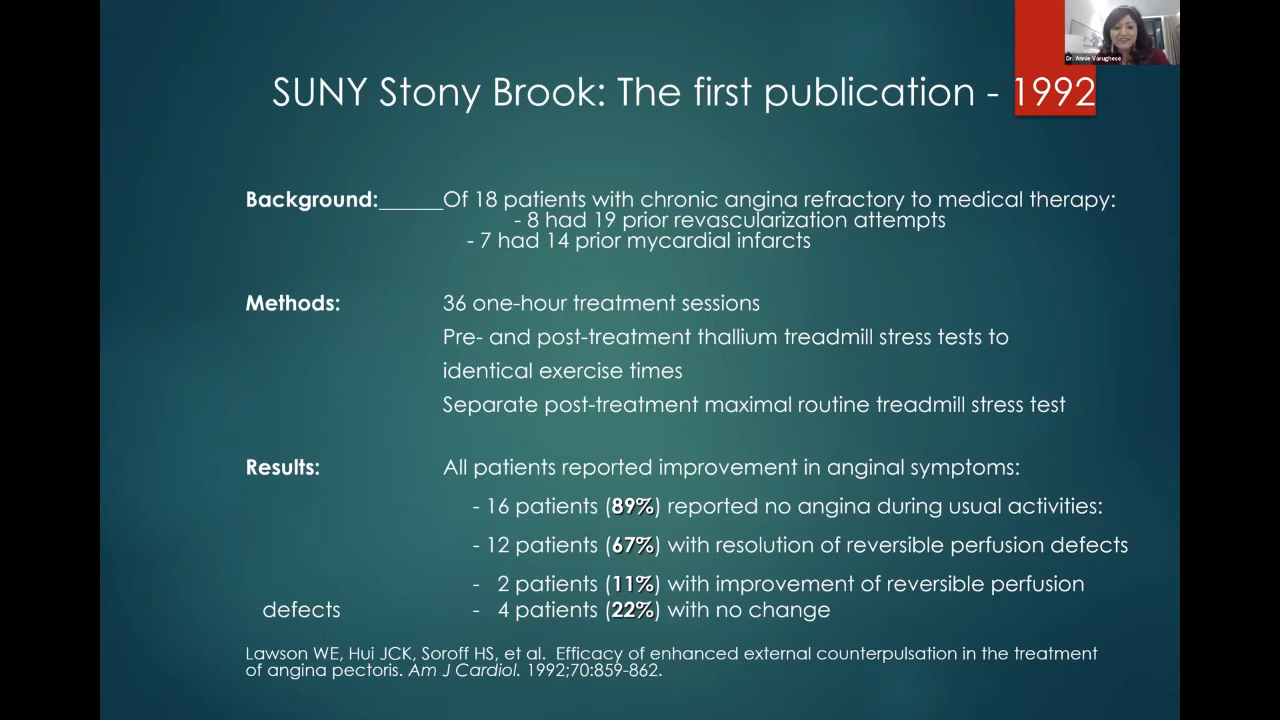 Dr. Annie Varughese
SUNY Stony Brook: The first publication - 1992
Background:______Of 18 patients with chronic angina refractory to medical therapy:
- 8 had 19 prior revascularization attempts
- 7 had 14 prior mycardial infarcts
Methods: 36 one-hour treatment sessions
Pre- and post-treatment thallium treadmill stress tests to
identical exercise times
Separate post-treatment maximal routine treadmill stress test
Results: All patients reported improvement in anginal symptoms:
- 16 patients (89%) reported no angina during usual activities:
- 12 patients (67%) with resolution of reversible perfusion defects
- 2 patients (11%) with improvement of reversible perfusion
defects - 4 patients (22%) with no change
Lawson WE, Hui JCK, Soroff HS, et al. Efficacy of enhanced external counterpulsation in the treatment
of angina pectoris. Am J Cardiol. 1992;70:859-862.